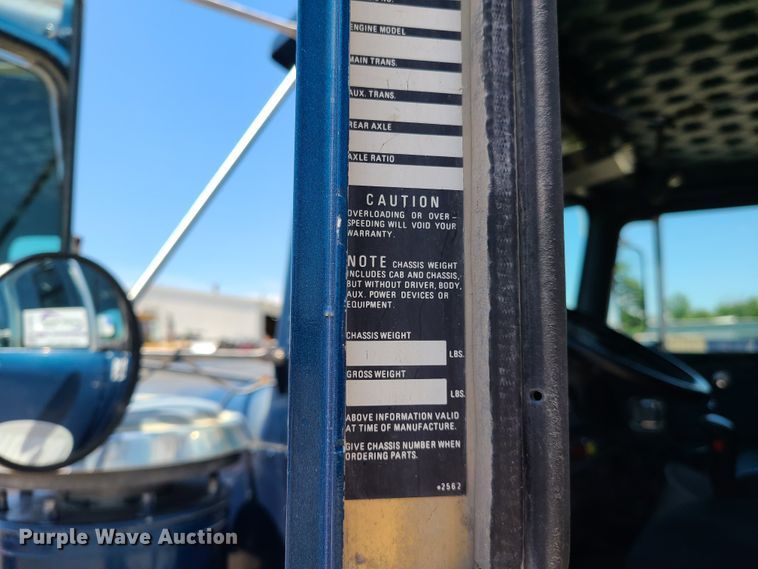 ENGINE MODEL
MAIN TRANS.
AUX. TRANS.
REAR AXLE
AXLE RATIO
CAUTION
OVERLOADING OR OVER-
SPEEDING WILL VOID YOUR
WARRANTY.
NOTE CHASSIS WEIGHT
INCLUDES CAB AND CHASSIS,
BUT WITHOUT DRIVER, BODY,
AUX. POWER DEVICES OR
EQUIPMENT.
CHASSIS WEIGHT
LBS.
GROSS WEIGHT
LBS.
ABOVE INFORMATION VALID
AT TIME OF MANUFACTURE.
GIVE CHASSIS NUMBER WHEN
ORDERING PARTS.
*2562
Purple Wave Auction®